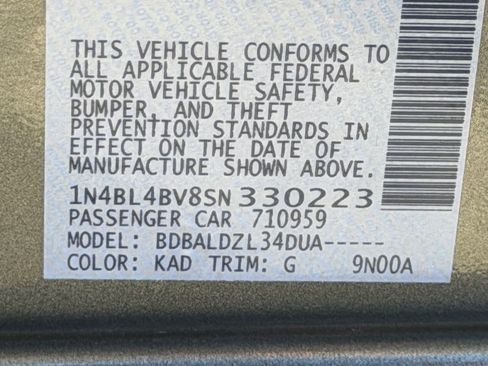 THIS VEHICLE CONFORMS TO
ALL APPLICABLE FEDERAL
MOTOR VEHICLE SAFETY,
BUMPER, AND THEFT
PREVENTION STANDARDS IN
EFFECT ON THE DATE OF
MANUFACTURE SHOWN ABOVE.
1N4BL4BV8SN330223
PASSENGER CAR 710959
MODEL: BDBALDZL34DUA-----
COLOR: KAD TRIM: G 9N00A